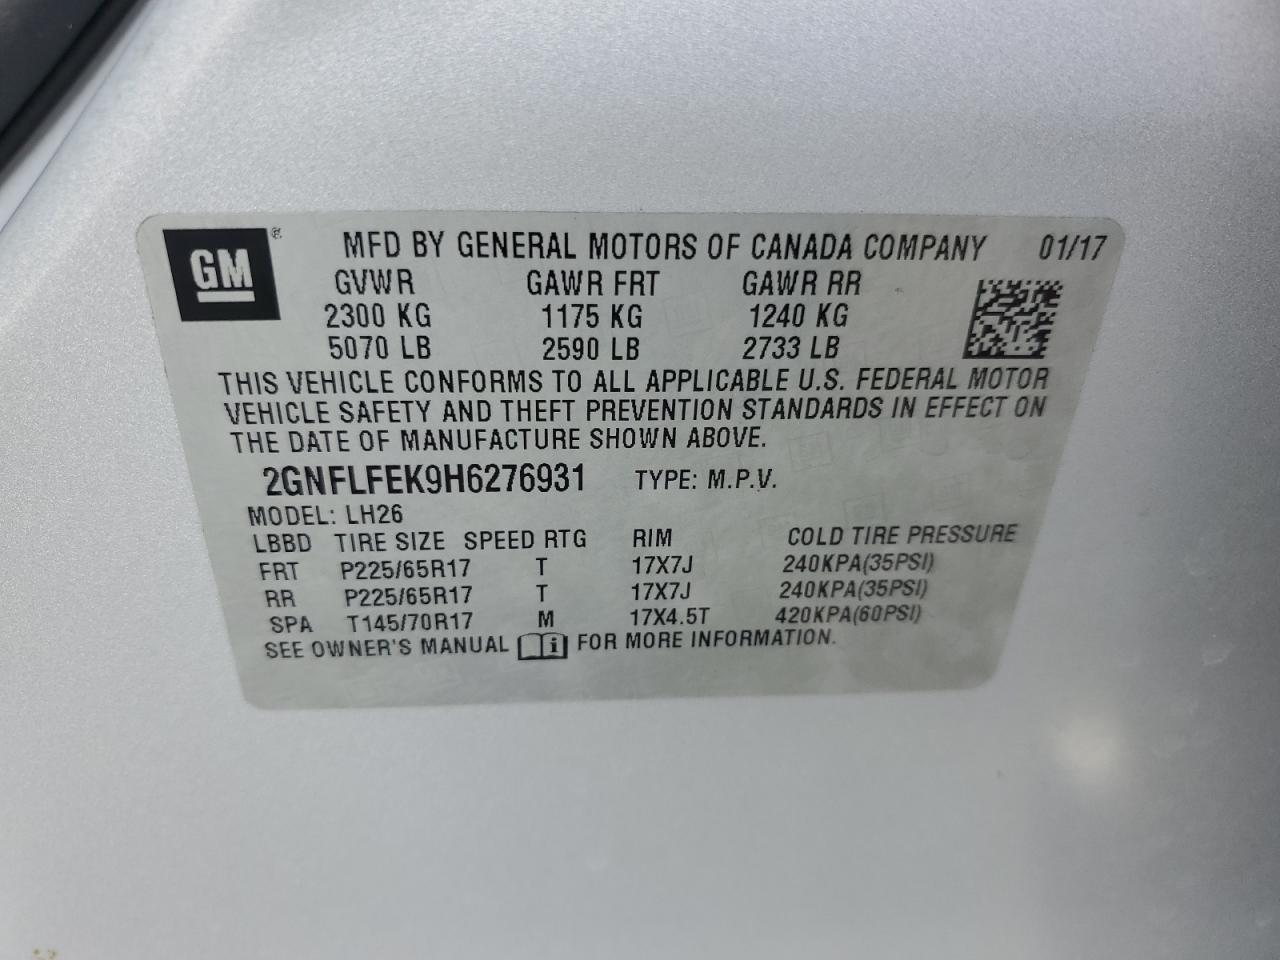 GM ® MFD BY GENERAL MOTORS OF CANADA COMPANY 01/17
GVWR GAWR FRT GAWR RR
2300 KG 1175 KG 1240 KG
5070 LB 2590 LB 2733 LB
THIS VEHICLE CONFORMS TO ALL APPLICABLE U.S. FEDERAL MOTOR
VEHICLE SAFETY AND THEFT PREVENTION STANDARDS IN EFFECT ON
THE DATE OF MANUFACTURE SHOWN ABOVE.
2GNFLFEK9H6276931 TYPE: M.P.V.
MODEL: LH26
LBBD TIRE SIZE SPEED RTG RIM COLD TIRE PRESSURE
FRT P225/65R17 T 17X7J 240KPA(35PSI)
RR P225/65R17 T 17X7J 240KPA(35PSI)
SPA T145/70R17 M 17X4.5T 420KPA(60PSI)
SEE OWNER'S MANUAL i FOR MORE INFORMATION.